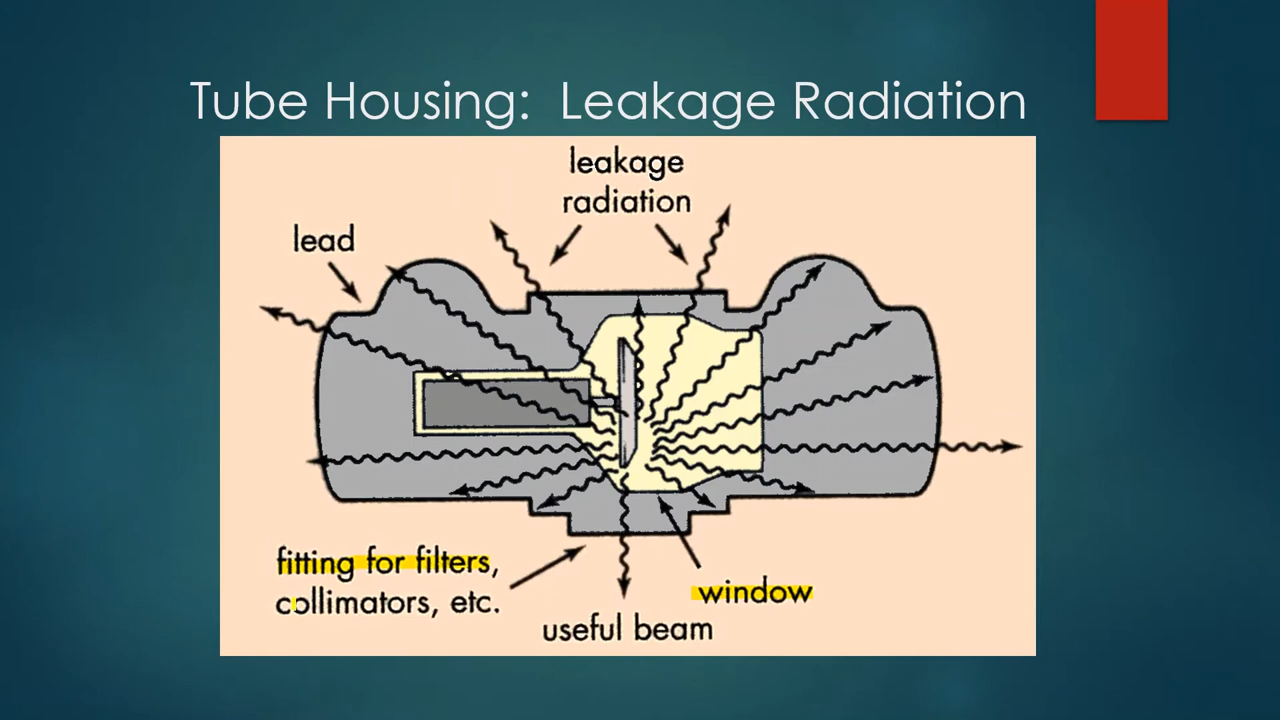 Tube Housing: Leakage Radiation
leakage
radiation
lead
fitting for filters,
collimators, etc.
window
useful beam